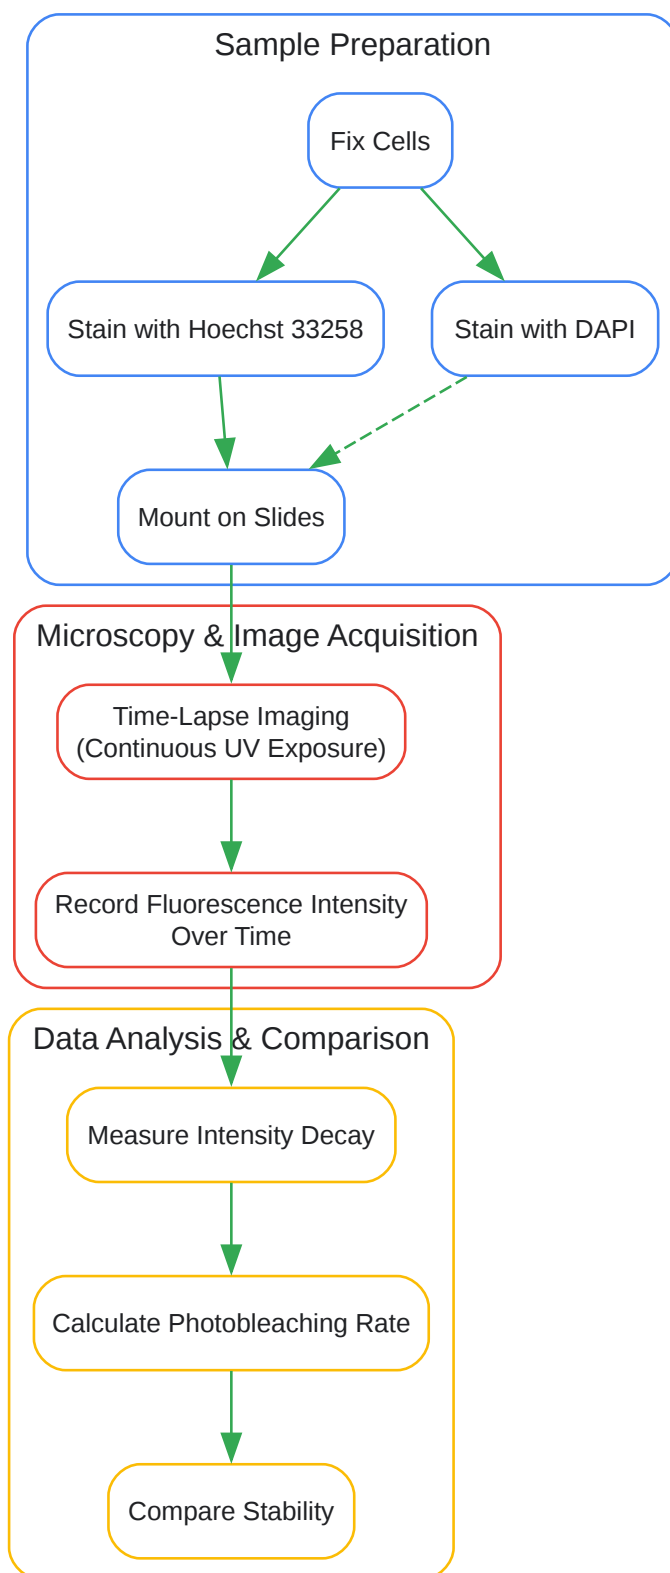 Sample Preparation
Fix Cells
Stain with Hoechst 33258
Stain with DAPI
Mount on Slides
Microscopy & Image Acquisition
Time-Lapse Imaging
(Continuous UV Exposure)
Record Fluorescence Intensity
Over Time
Data Analysis & Comparison
Measure Intensity Decay
Calculate Photobleaching Rate
Compare Stability